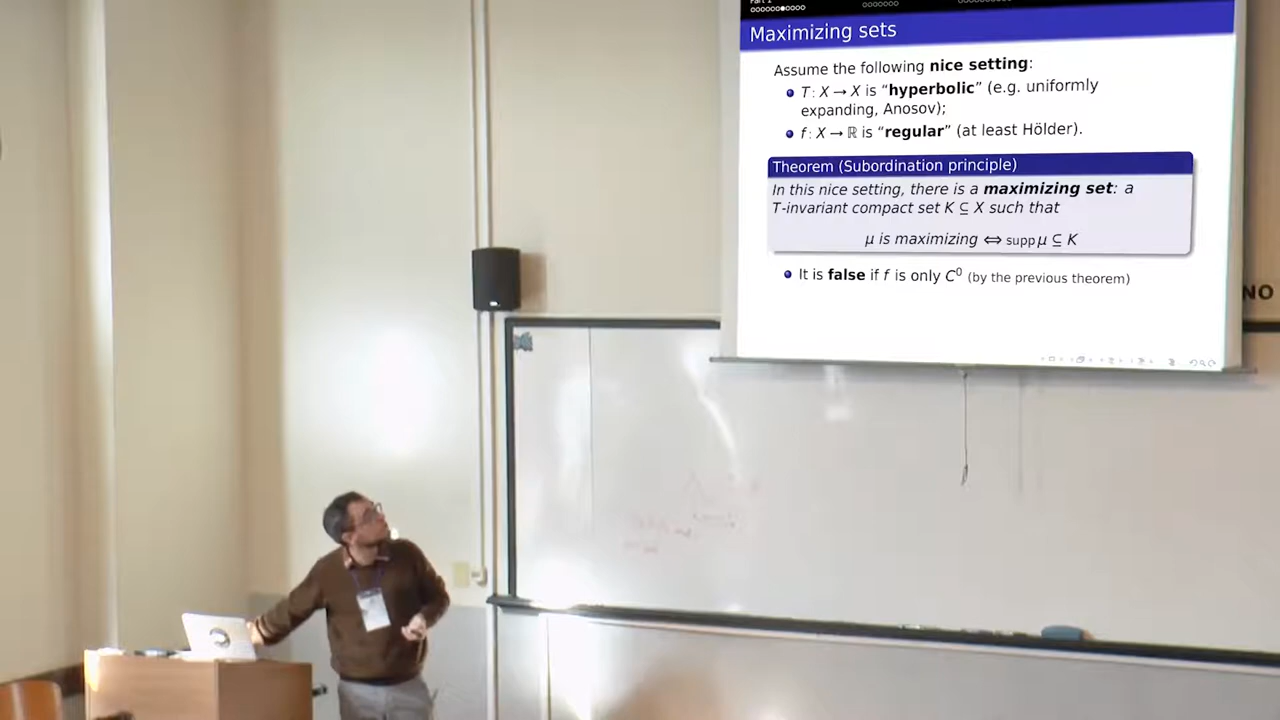 Part 1
Maximizing sets
Assume the following nice setting:
T: X → X is “hyperbolic” (e.g. uniformly
expanding, Anosov);
f: X → ℝ is “regular” (at least Hölder).
Theorem (Subordination principle)
In this nice setting, there is a maximizing set: a
T-invariant compact set K ⊆ X such that
μ is maximizing ⇔ supp μ ⊆ K
It is false if f is only C⁰ (by the previous theorem)
NO